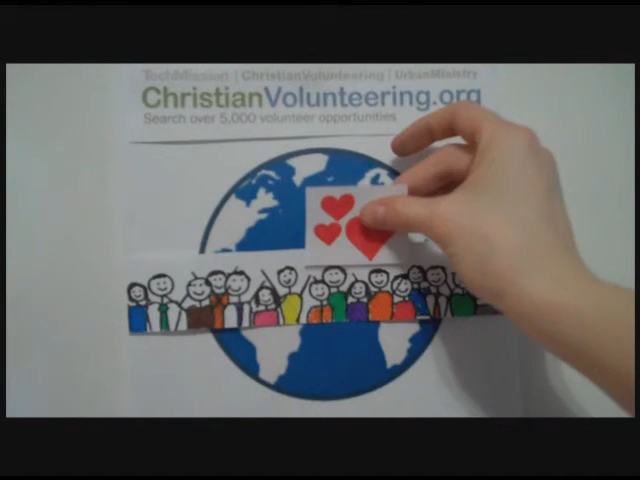 TechMission | ChristianVolunteering | UrbanMinistry
ChristianVolunteering.org
Search over 5,000 volunteer opportunities